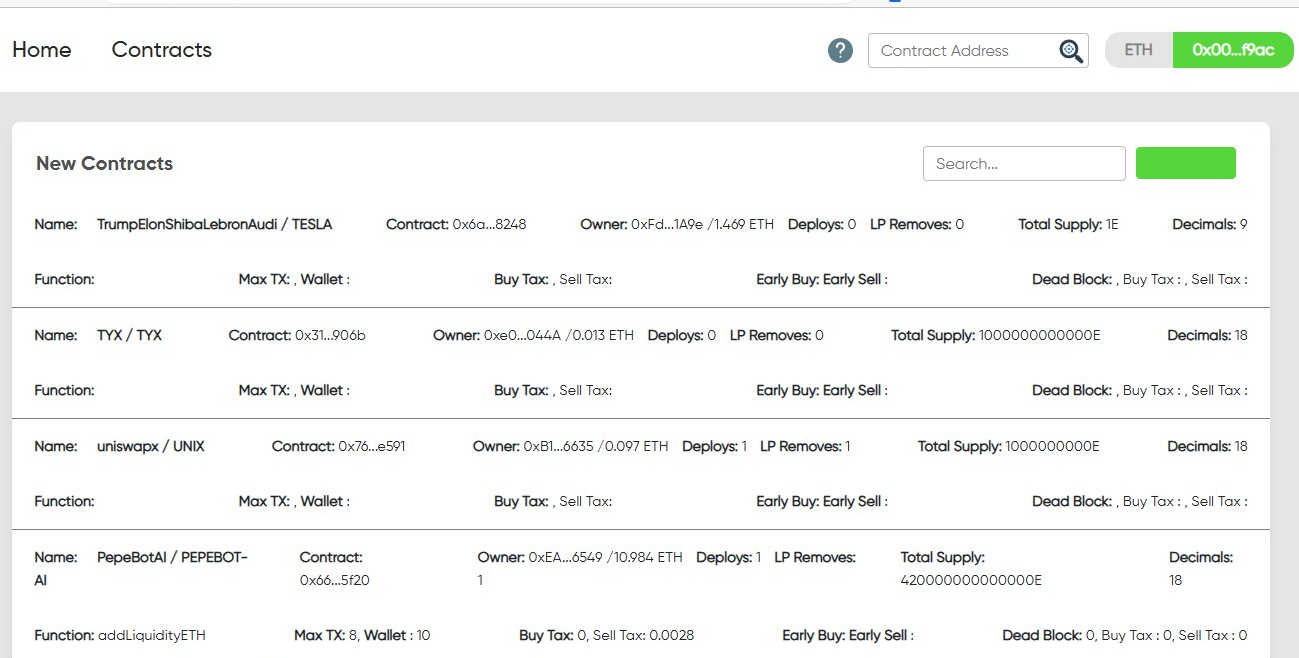 Home Contracts ? Contract Address ETH 0x00...f9ac
New Contracts Search...
Name: TrumpElonShibaLebronAudi / TESLA Contract: 0x6a...8248 Owner: 0xFd...1A9e /1.469 ETH Deploys: 0 LP Removes: 0 Total Supply: 1E Decimals: 9
Function: Max TX: , Wallet : Buy Tax: , Sell Tax: Early Buy: Early Sell : Dead Block: , Buy Tax : , Sell Tax :
Name: TYX / TYX Contract: 0x31...906b Owner: 0xe0...044A /0.013 ETH Deploys: 0 LP Removes: 0 Total Supply: 1000000000000E Decimals: 18
Function: Max TX: , Wallet : Buy Tax: , Sell Tax: Early Buy: Early Sell : Dead Block: , Buy Tax : , Sell Tax :
Name: uniswapx / UNIX Contract: 0x76...e591 Owner: 0xB1...6635 /0.097 ETH Deploys: 1 LP Removes: 1 Total Supply: 1000000000E Decimals: 18
Function: Max TX: , Wallet : Buy Tax: , Sell Tax: Early Buy: Early Sell : Dead Block: , Buy Tax : , Sell Tax :
Name: PepeBotAI / PEPEBOT- Contract: Owner: 0xEA...6549 /10.984 ETH Deploys: 1 LP Removes: Total Supply: Decimals:
AI 0x66...5f20 1 420000000000000E 18
Function: addLiquidityETH Max TX: 8, Wallet : 10 Buy Tax: 0, Sell Tax: 0.0028 Early Buy: Early Sell : Dead Block: 0, Buy Tax : 0, Sell Tax : 0